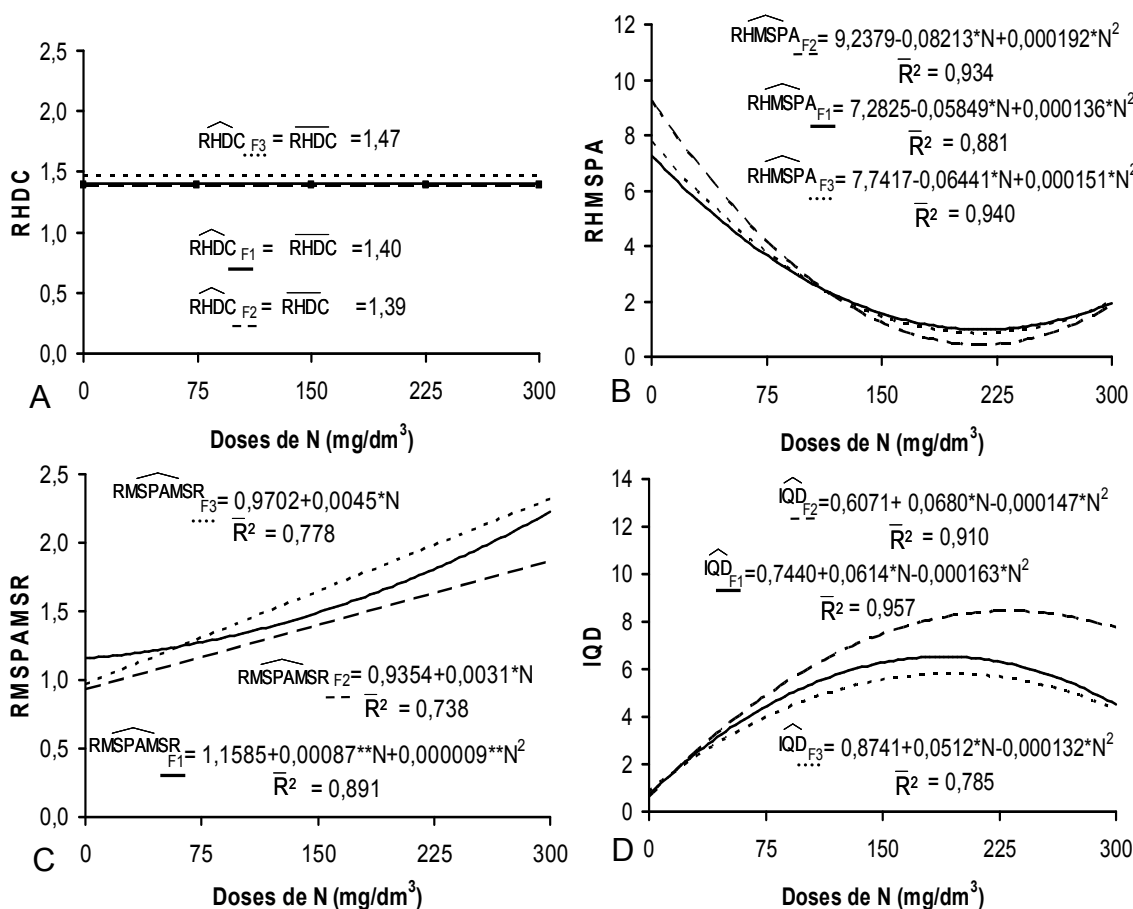 2,5
2,0
1,5
1,0
0,5
0,0
RHDC
RHDC F3 = RHDC =1,47
RHDC F1 = RHDC =1,40
RHDC F2 = RHDC =1,39
0 75 150 225 300
A
Doses de N (mg/dm³)
12
10
8
6
4
2
0
RHMSPA
RHMSPA F2= 9,2379-0,08213*N+0,000192*N²
R² = 0,934
RHMSPA F1= 7,2825-0,05849*N+0,000136*N²
R² = 0,881
RHMSPA F3= 7,7417-0,06441*N+0,000151*N²
R² = 0,940
0 75 150 225 300
B
Doses de N (mg/dm³)
2,5
2,0
1,5
1,0
0,5
0,0
RMSPAMSR
RMSPAMSR F3= 0,9702+0,0045*N
R² = 0,778
RMSPAMSR F2= 0,9354+0,0031*N
R² = 0,738
RMSPAMSR F1= 1,1585+0,00087**N+0,000009**N²
R² = 0,891
0 75 150 225 300
C
Doses de N (mg/dm³)
14
12
10
8
6
4
2
0
IQD
IQD F2=0,6071+ 0,0680*N-0,000147*N²
R² = 0,910
IQD F1=0,7440+0,0614*N-0,000163*N²
R² = 0,957
IQD F3= 0,8741+0,0512*N-0,000132*N²
R² = 0,785
0 75 150 225 300
D
Doses de N (mg/dm³)